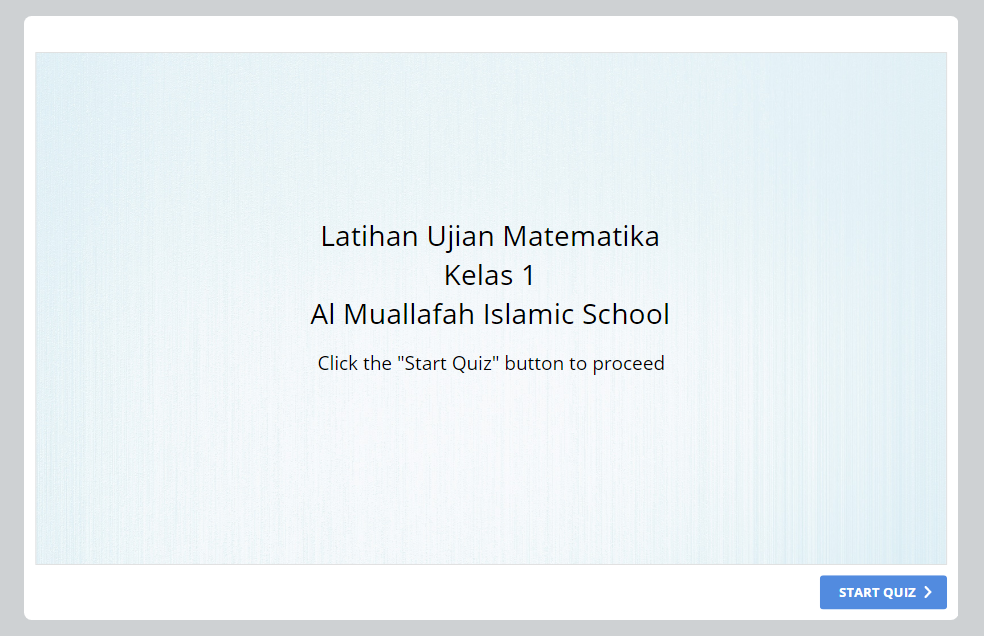 Latihan Ujian Matematika
Kelas 1
Al Muallafah Islamic School
Click the "Start Quiz" button to proceed
START QUIZ